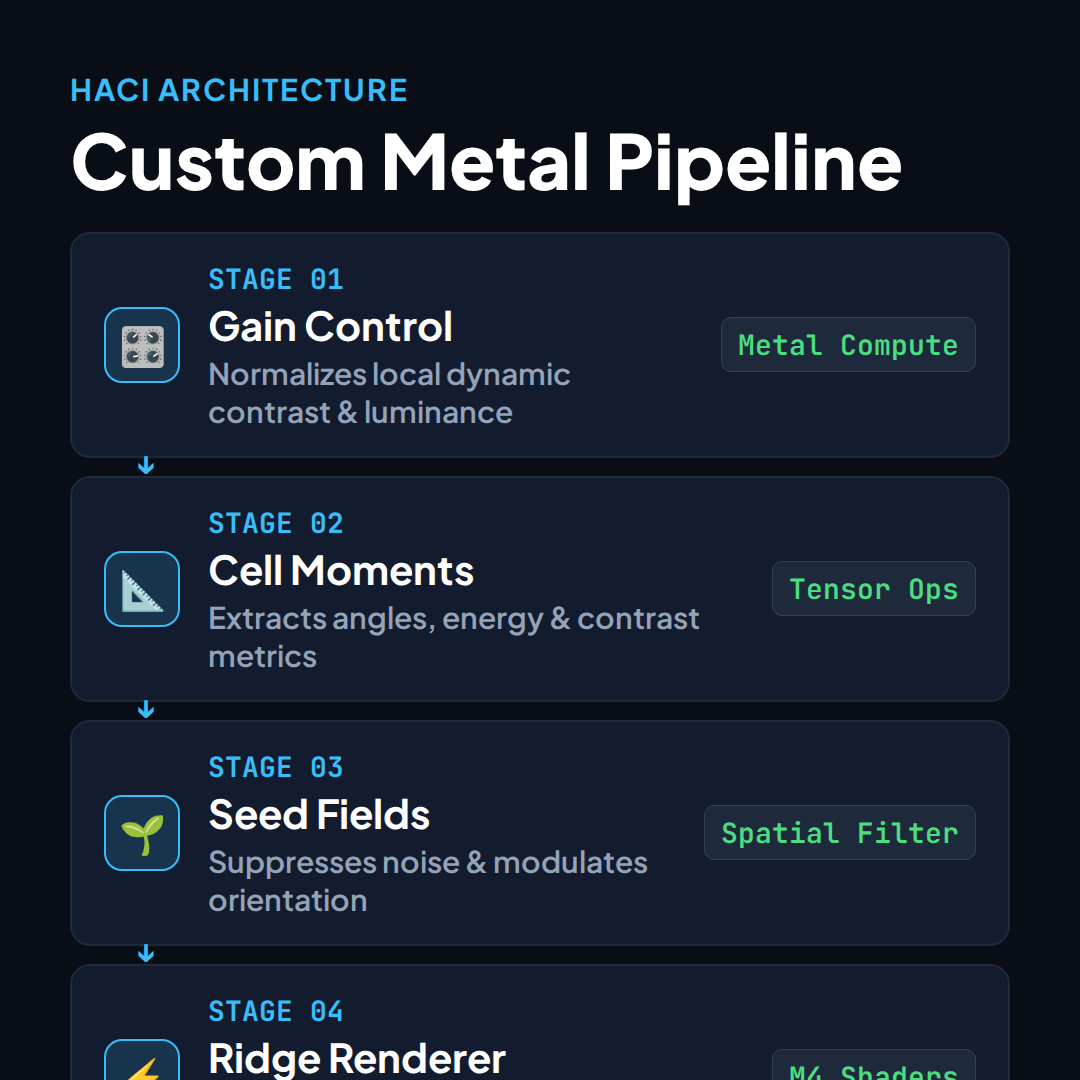 HACI ARCHITECTURE
Custom Metal Pipeline
STAGE 01
Gain Control
Normalizes local dynamic
contrast & luminance
Metal Compute
STAGE 02
Cell Moments
Extracts angles, energy & contrast
metrics
Tensor Ops
STAGE 03
Seed Fields
Suppresses noise & modulates
orientation
Spatial Filter
STAGE 04
Ridge Renderer
M4 Shaders